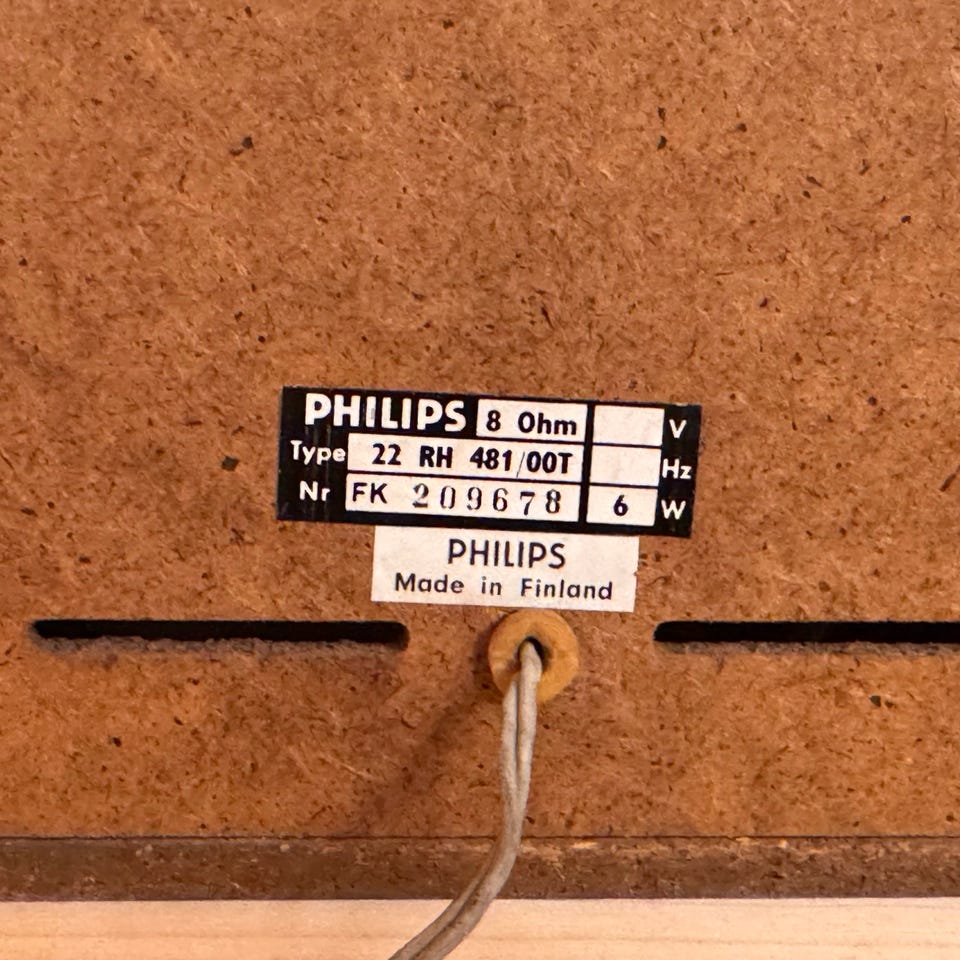 PHILIPS 8 Ohm V
Type 22 RH 481/00T Hz
Nr FK 209678 6 W
PHILIPS
Made in Finland